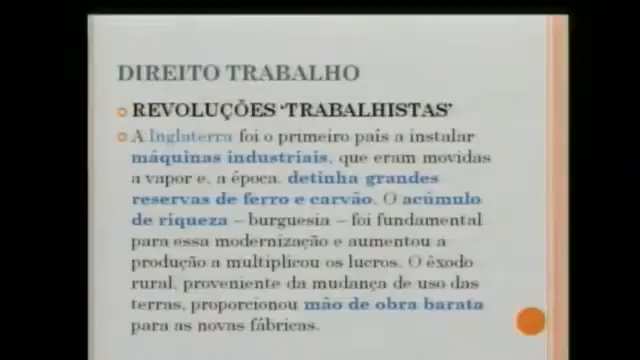 DIREITO TRABALHO
REVOLUÇÕES 'TRABALHISTAS'
A Inglaterra foi o primeiro país a instalar
máquinas industriais, que eram movidas
a vapor e, a época, detinha grandes
reservas de ferro e carvão. O acúmulo
de riqueza – burguesia – foi fundamental
para essa modernização e aumentou a
produção a multiplicou os lucros. O êxodo
rural, proveniente da mudança de uso das
terras, proporcionou mão de obra barata
para as novas fábricas.